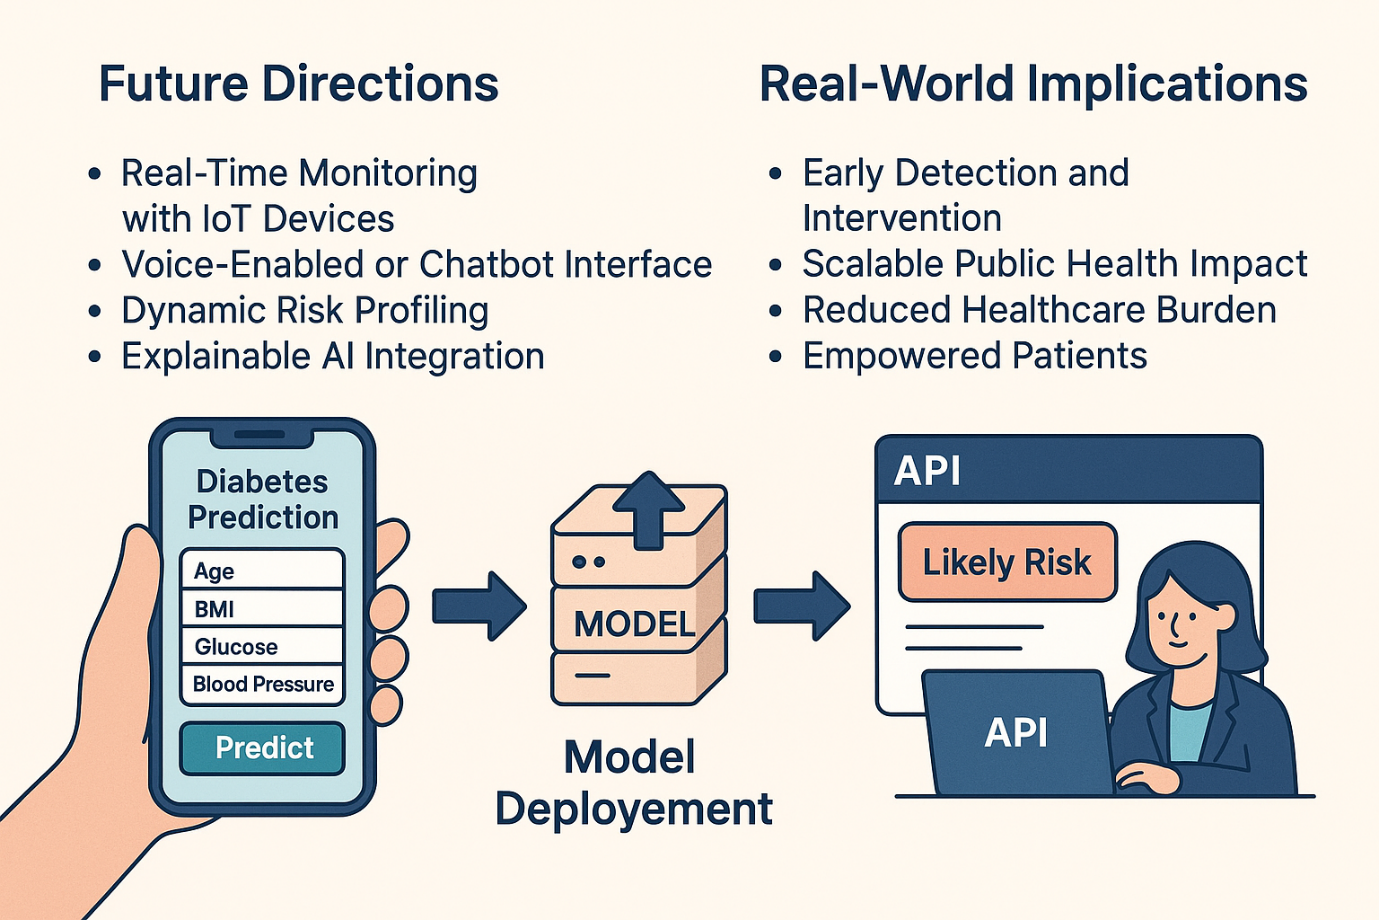 Future Directions
• Real-Time Monitoring
with IoT Devices
• Voice-Enabled or Chatbot Interface
• Dynamic Risk Profiling
• Explainable AI Integration
Real-World Implications
• Early Detection and
Intervention
• Scalable Public Health Impact
• Reduced Healthcare Burden
• Empowered Patients
Diabetes
Prediction
Age
BMI
Glucose
Blood Pressure
Predict
MODEL
Model
Deployement
API
Likely Risk
API